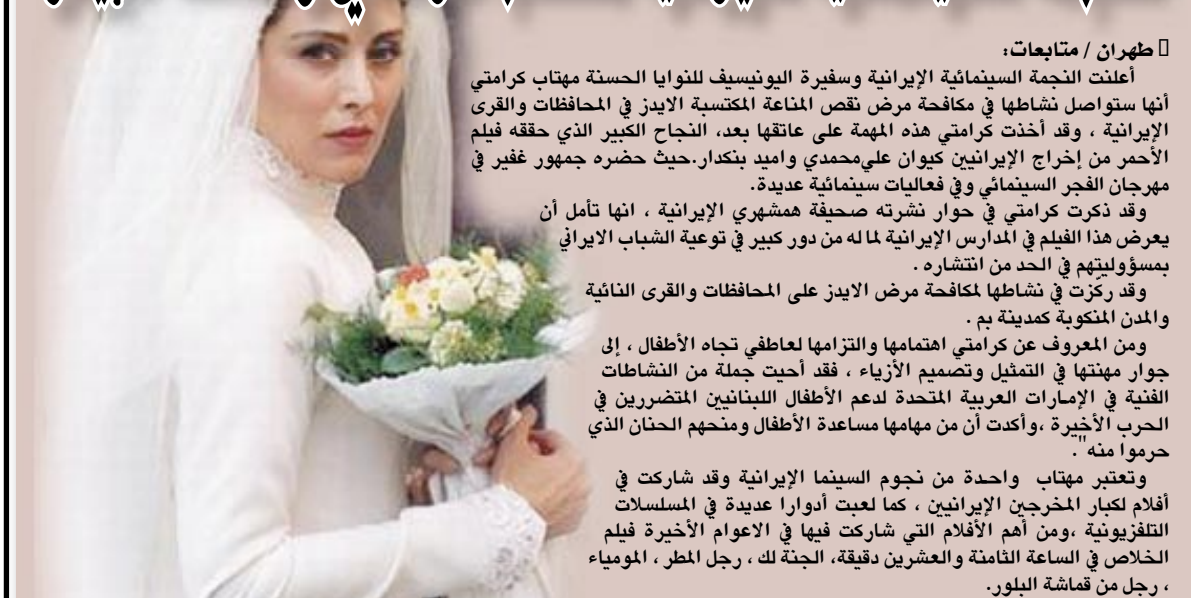 طهران / متابعات:
أعلنت النجمة السينمائية الإيرانية وسفيرة اليونيسيف للنوايا الحسنة مهتاب كرامتي
أنها ستواصل نشاطها في مكافحة مرض نقص المناعة المكتسبة الايدز في المحافظات والقرى
الإيرانية ، وقد أخذت كرامتي هذه المهمة على عاتقها بعد، النجاح الكبير الذي حققه فيلم
الأحمر من إخراج الإيرانيين كيوان علي‌محمدي واميد بنكدار.حيث حضره جمهور غفير في
مهرجان الفجر السينمائي وفي فعاليات سينمائية عديدة.
وقد ذكرت كرامتي في حوار نشرته صحيفة همشهري الإيرانية ، انها تأمل أن
يعرض هذا الفيلم في المدارس الإيرانية لما له من دور كبير في توعية الشباب الايراني
بمسؤوليتهم في الحد من انتشاره .
وقد ركّزت في نشاطها لمكافحة مرض الايدز على المحافظات والقرى النائية
والمدن المنكوبة كمدينة بم .
ومن المعروف عن كرامتي اهتمامها والتزامها لعاطفي تجاه الأطفال ، إلى
جوار مهنتها في التمثيل وتصميم الأزياء ، فقد أحيت جملة من النشاطات
الفنية في الإمارات العربية المتحدة لدعم الأطفال اللبنانيين المتضررين في
الحرب الأخيرة ،وأكدت أن من مهامها مساعدة الأطفال ومنحهم الحنان الذي
حرموا منه".
وتعتبر مهتاب واحدة من نجوم السينما الإيرانية وقد شاركت في
أفلام لكبار المخرجين الإيرانيين ، كما لعبت أدوارا عديدة في المسلسلات
التلفزيونية ،ومن أهم الأفلام التي شاركت فيها في الاعوام الأخيرة فيلم
الخلاص في الساعة الثامنة والعشرين دقيقة، الجنة لك ، رجل المطر ، المومياء
، رجل من قماشة البلور.